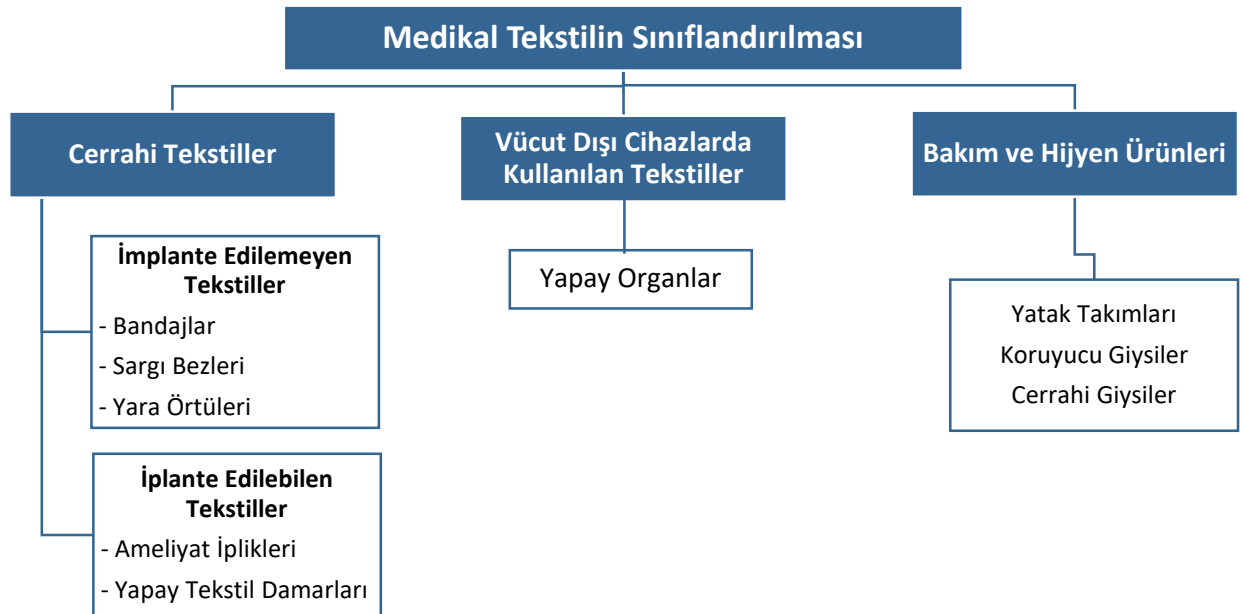 Medikal Tekstilin Sınıflandırılması
Cerrahi Tekstiller
Vücut Dışı Cihazlarda
Kullanılan Tekstiller
Bakım ve Hijyen Ürünleri
İmplante Edilemeyen
Tekstiller
- Bandajlar
- Sargı Bezleri
- Yara Örtüleri
İplante Edilebilen
Tekstiller
- Ameliyat İplikleri
- Yapay Tekstil Damarları
Yapay Organlar
Yatak Takımları
Koruyucu Giysiler
Cerrahi Giysiler